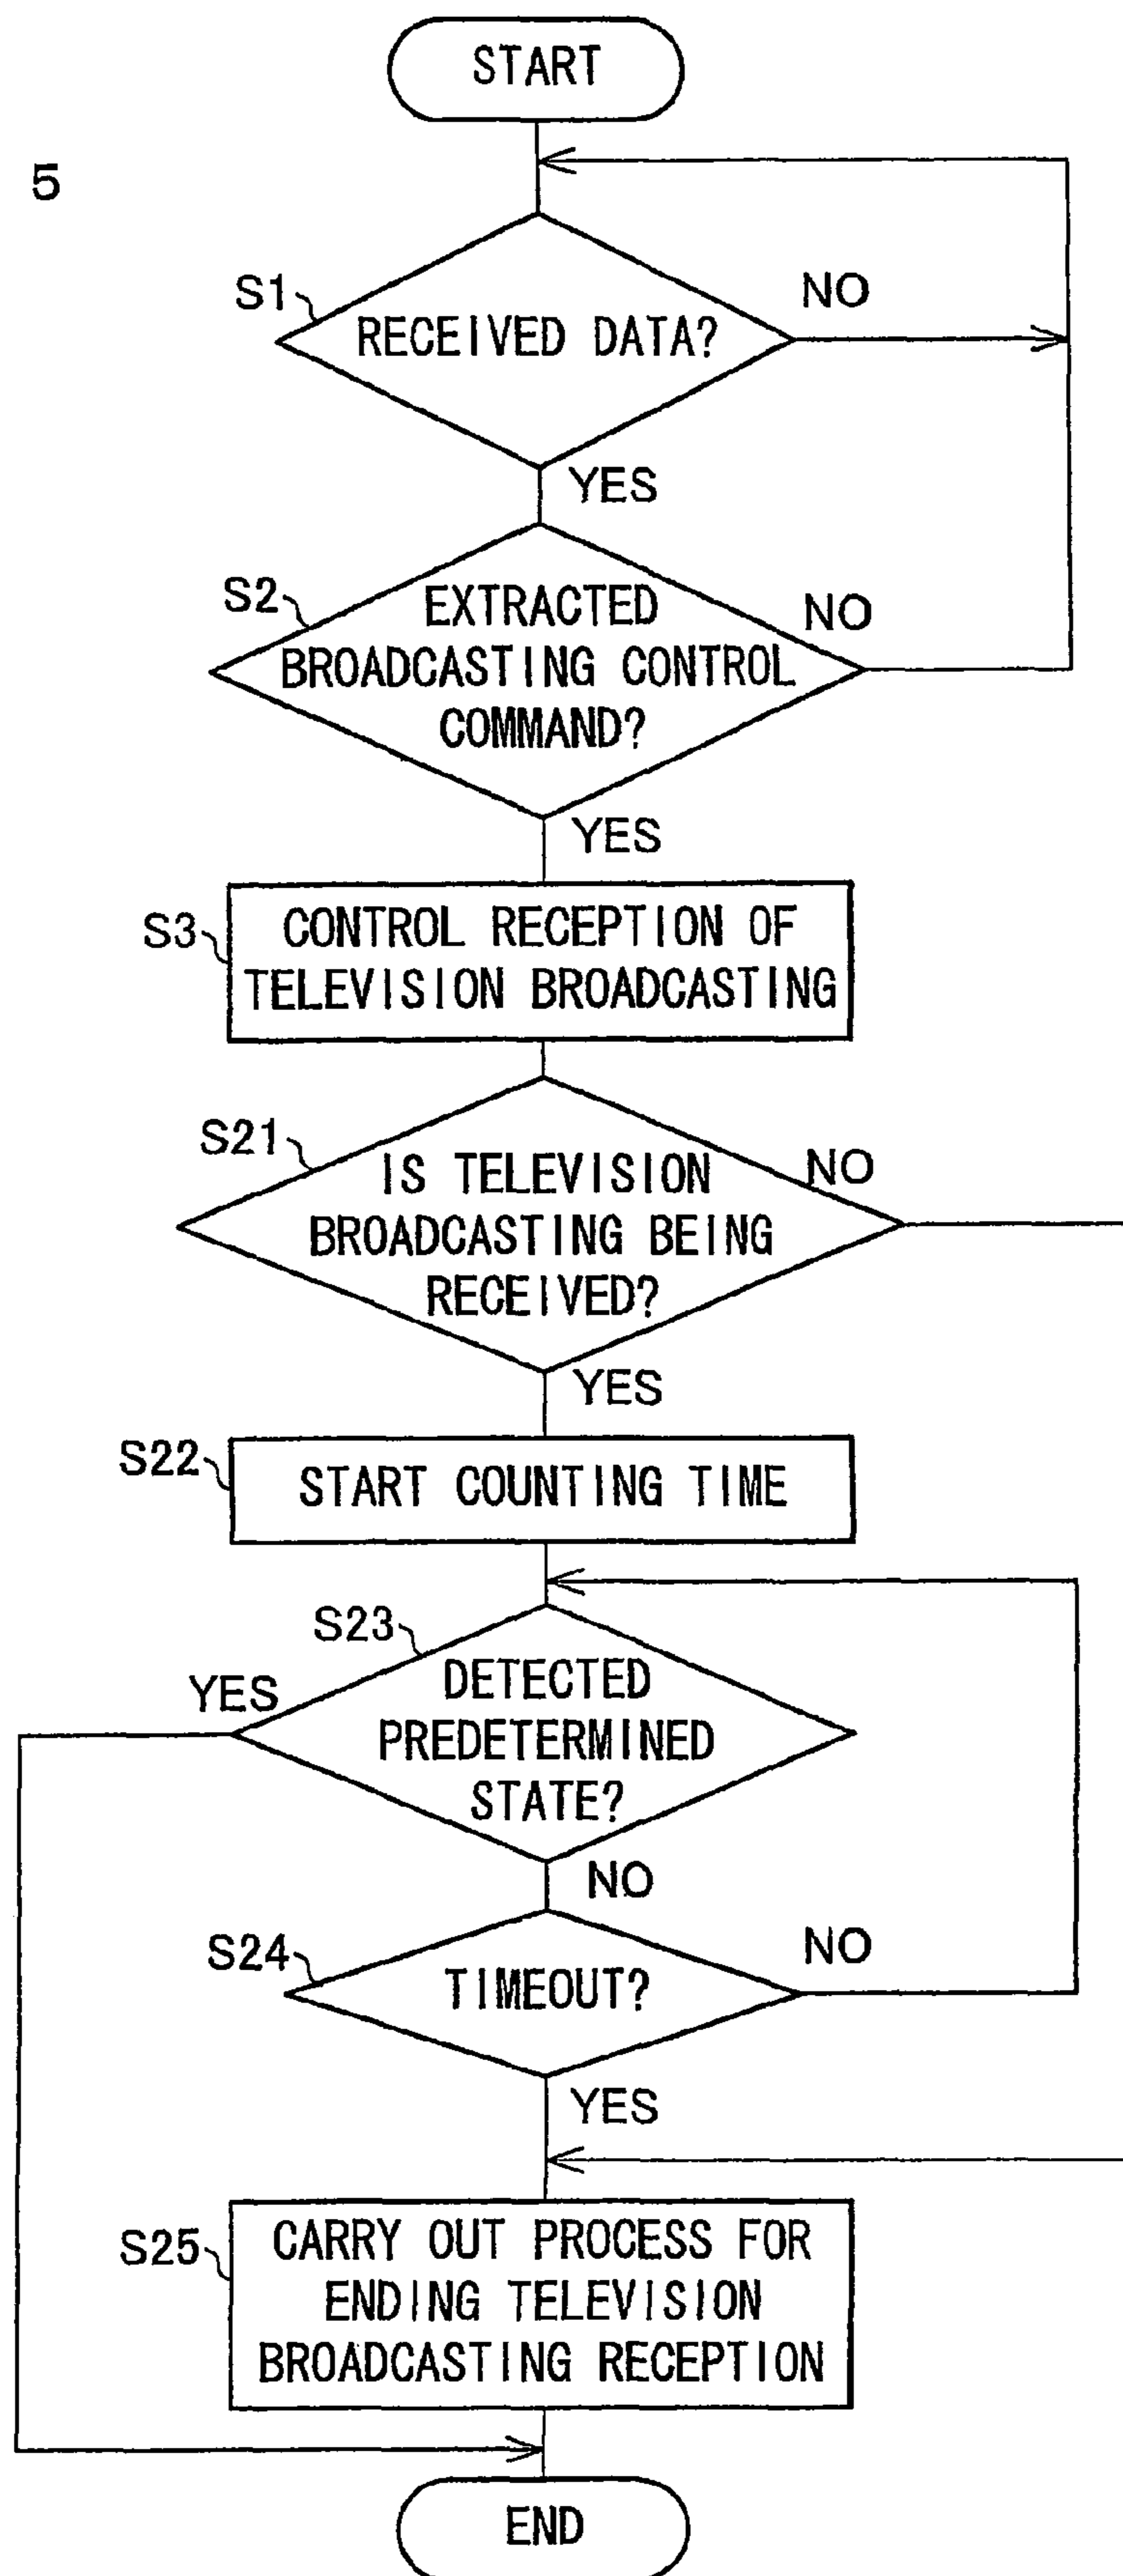 START
5
S1
RECEIVED DATA?
NO
YES
S2
EXTRACTED
BROADCASTING CONTROL
COMMAND?
NO
YES
S3
CONTROL RECEPTION OF
TELEVISION BROADCASTING
S21
IS TELEVISION
BROADCASTING BEING
RECEIVED?
NO
YES
S22
START COUNTING TIME
S23
YES
DETECTED
PREDETERMINED
STATE?
NO
S24
TIMEOUT?
NO
YES
S25
CARRY OUT PROCESS FOR
ENDING TELEVISION
BROADCASTING RECEPTION
END